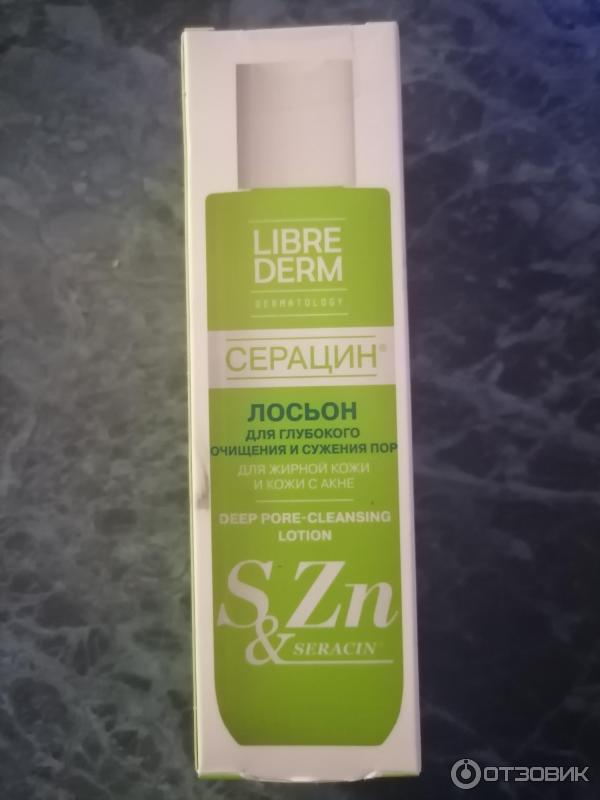 LIBRE
DERM
DERMATOLOGY
СЕРАЦИН®
ЛОСЬОН
ДЛЯ ГЛУБОКОГО
ОЧИЩЕНИЯ И СУЖЕНИЯ ПОР
ДЛЯ ЖИРНОЙ КОЖИ
И КОЖИ С АКНЕ
DEEP PORE-CLEANSING
LOTION
S&Zn
SERACIN
ОТЗОВИК